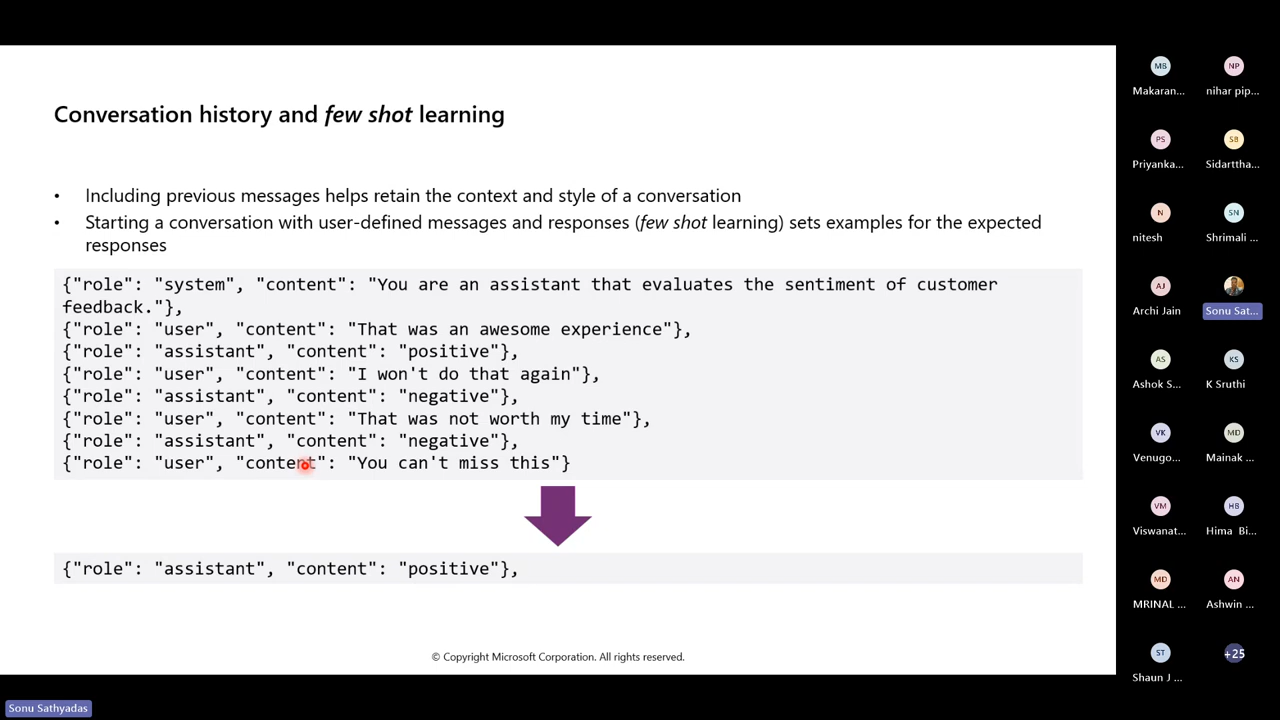 Conversation history and few shot learning
• Including previous messages helps retain the context and style of a conversation
• Starting a conversation with user-defined messages and responses (few shot learning) sets examples for the expected
responses
{"role": "system", "content": "You are an assistant that evaluates the sentiment of customer
feedback."},
{"role": "user", "content": "That was an awesome experience"},
{"role": "assistant", "content": "positive"},
{"role": "user", "content": "I won't do that again"},
{"role": "assistant", "content": "negative"},
{"role": "user", "content": "That was not worth my time"},
{"role": "assistant", "content": "negative"},
{"role": "user", "content": "You can't miss this"}
{"role": "assistant", "content": "positive"},
© Copyright Microsoft Corporation. All rights reserved.
Sonu Sathyadas
MB NP
Makaran... nihar pip...
PS SB
Priyanka... Sidarttha...
N SN
nitesh Shrimali ...
AJ
Archi Jain Sonu Sat...
AS KS
Ashok S... K Sruthi
VK MD
Venugo... Mainak ...
VM HB
Viswanat... Hima Bi...
MD AN
MRINAL ... Ashwin ...
ST +25
Shaun J ...